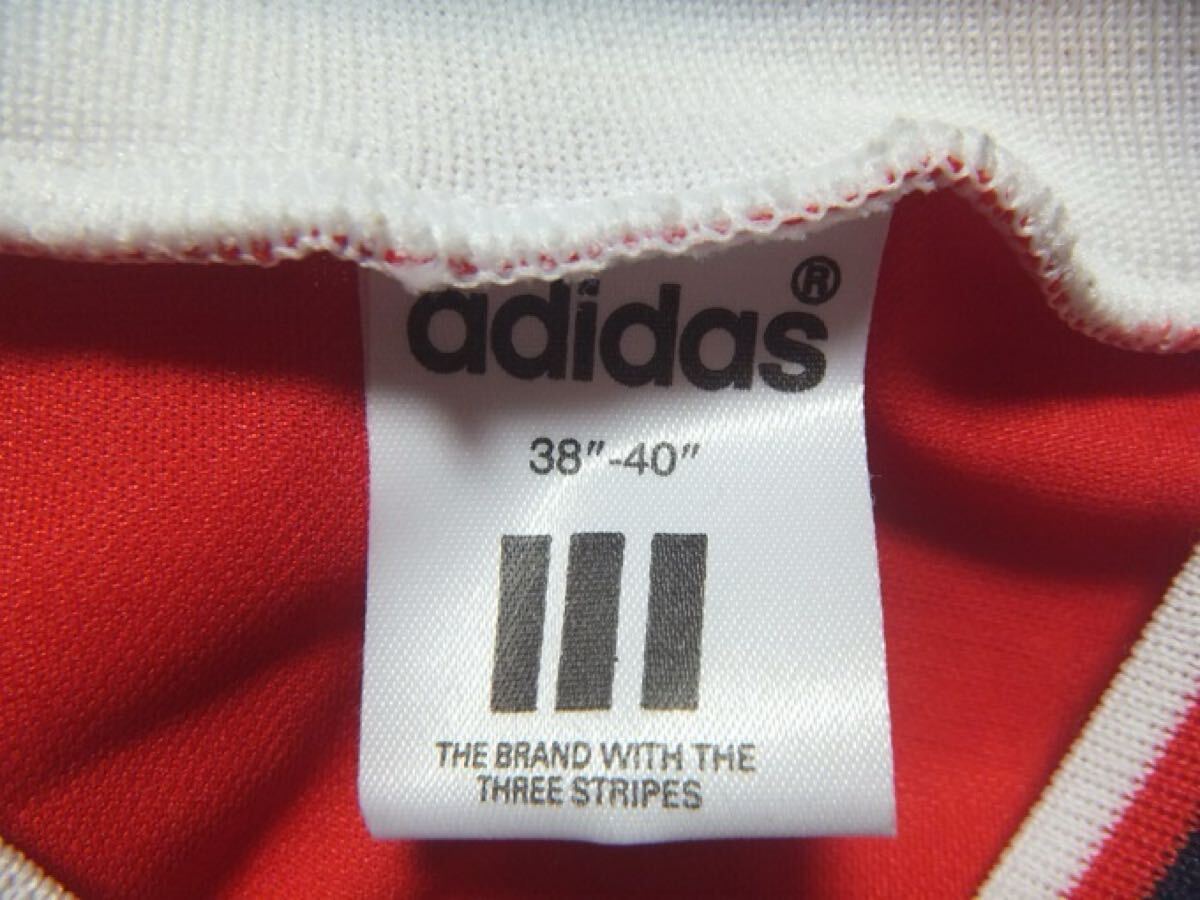 adidas®
38"-40"
THE BRAND WITH THE
THREE STRIPES